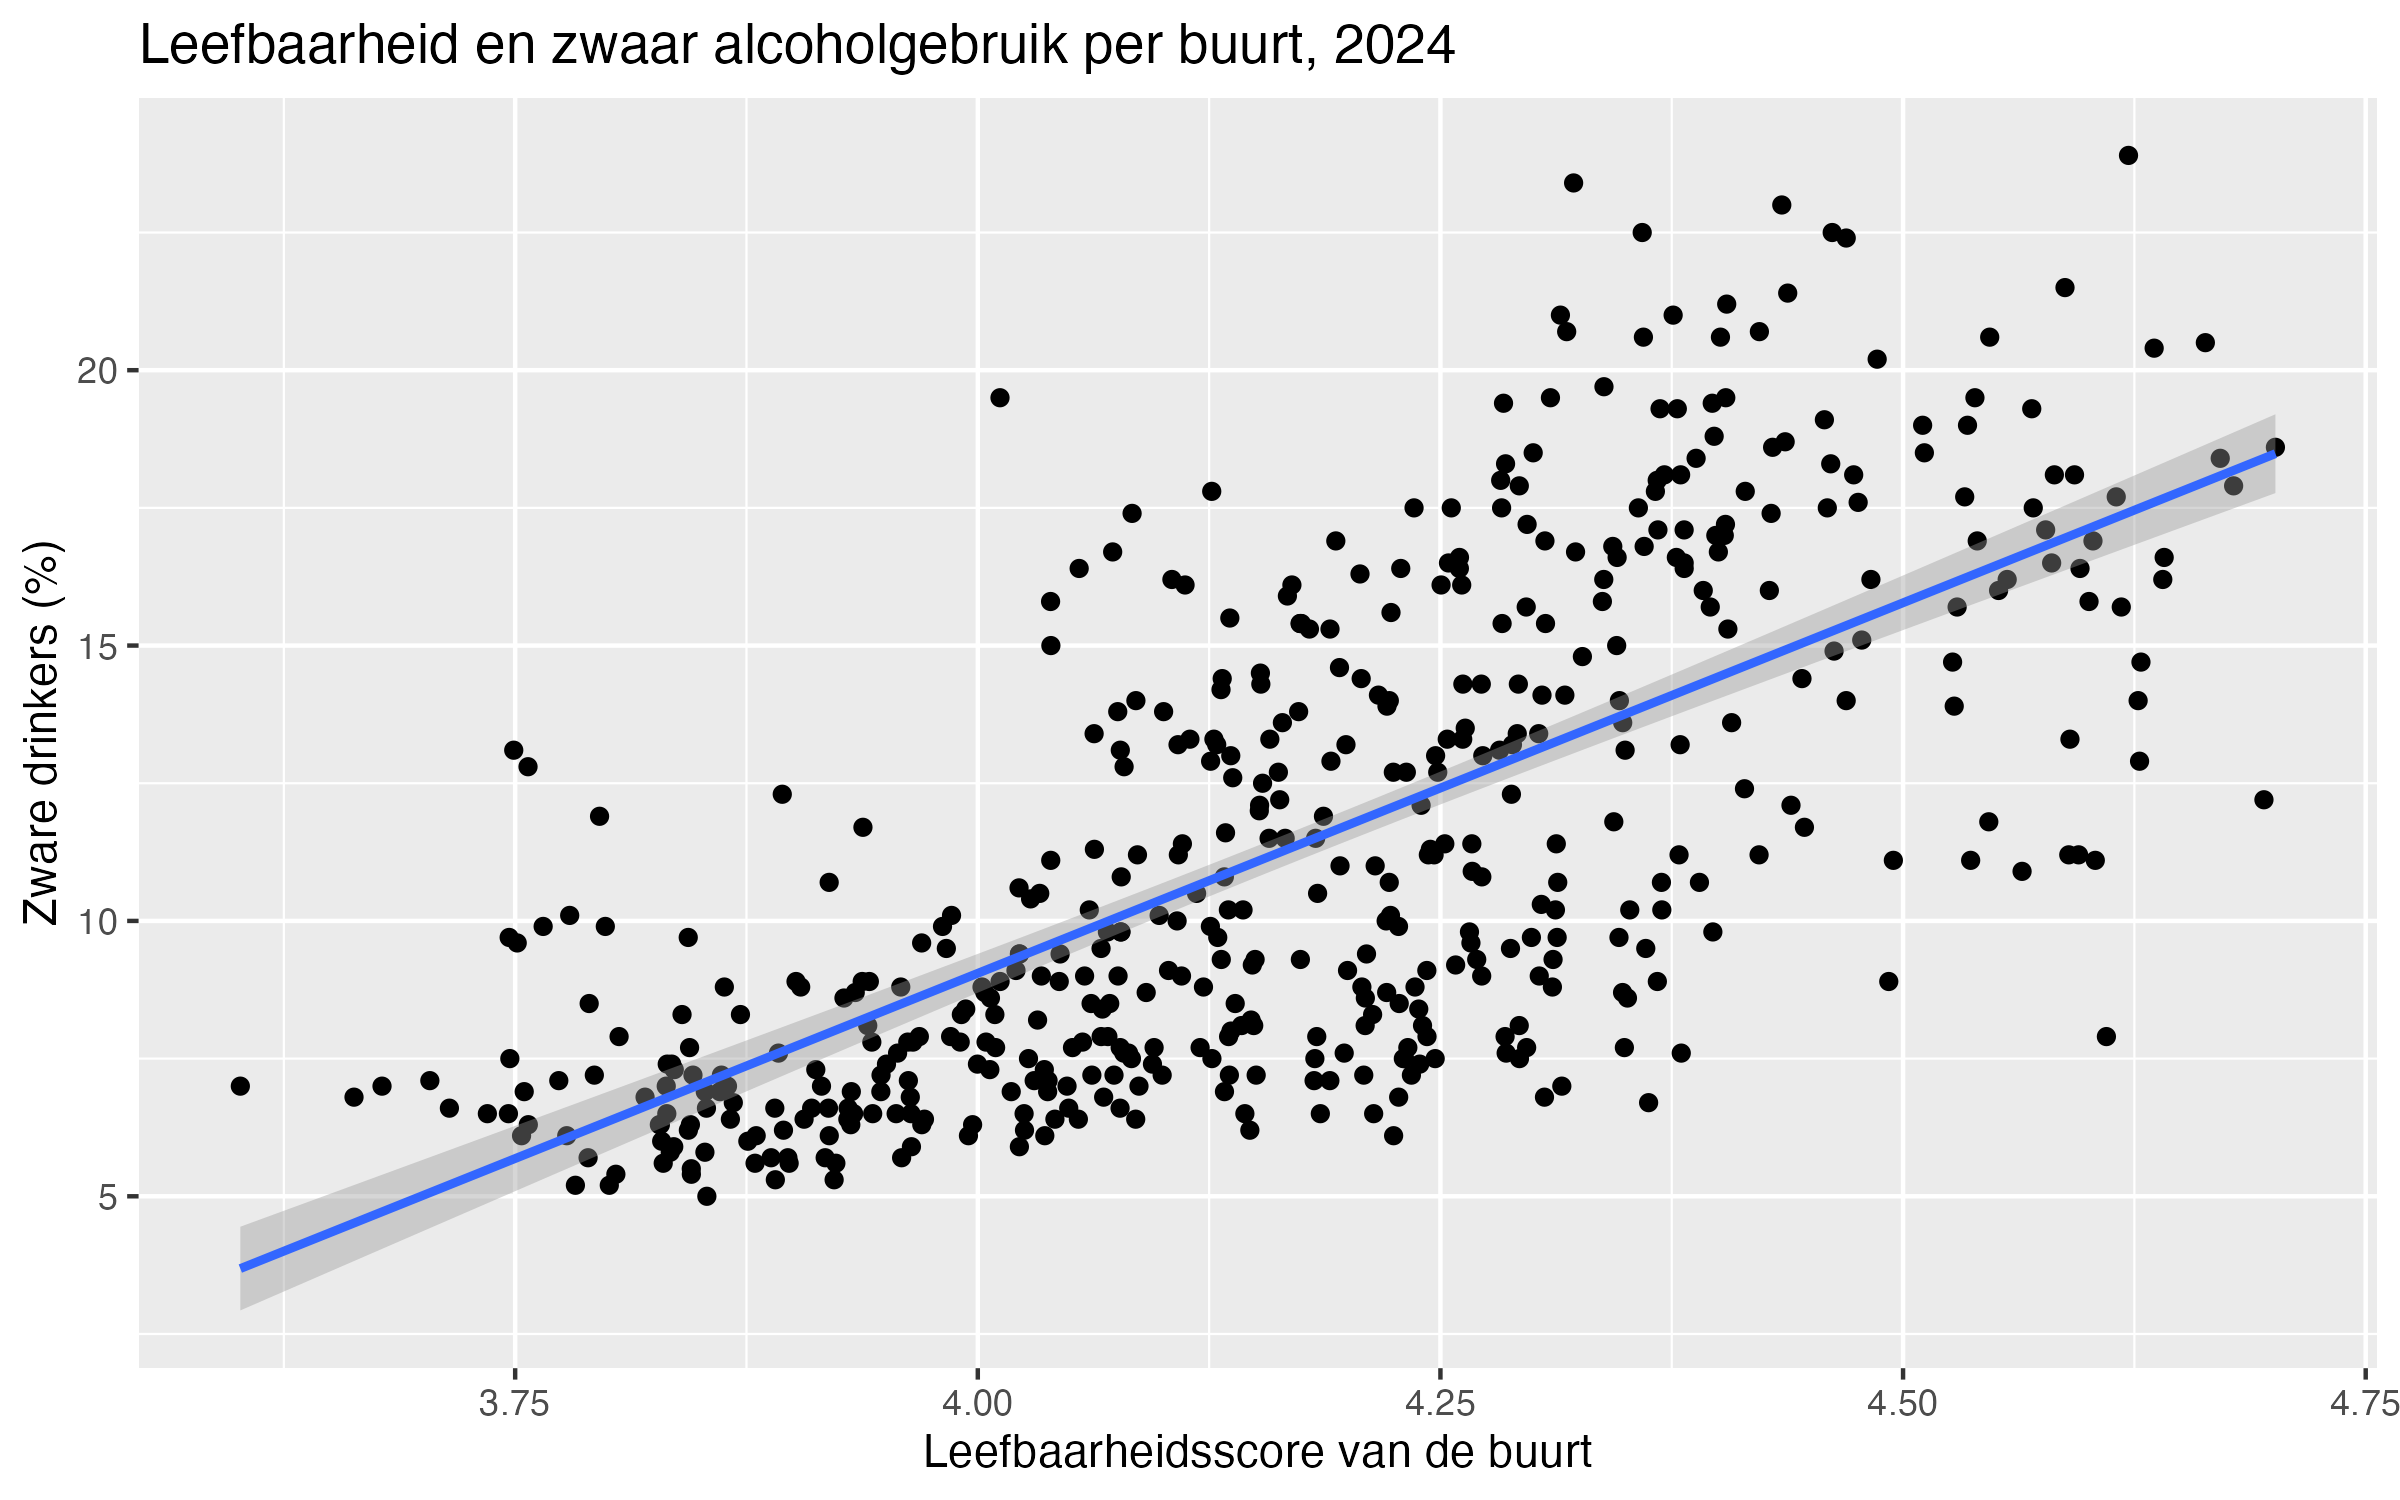 Leefbaarheid en zwaar alcoholgebruik per buurt, 2024
Zware drinkers (%)
20
15
10
5
3.75 4.00 4.25 4.50 4.75
Leefbaarheidsscore van de buurt